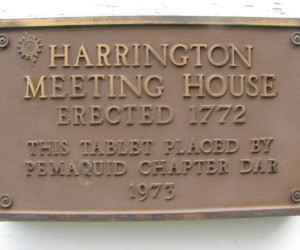 HARRINGTON
MEETING HOUSE
ERECTED 1772
THIS TABLET PLACED BY
PEMAQUID CHAPTER DAR
1973